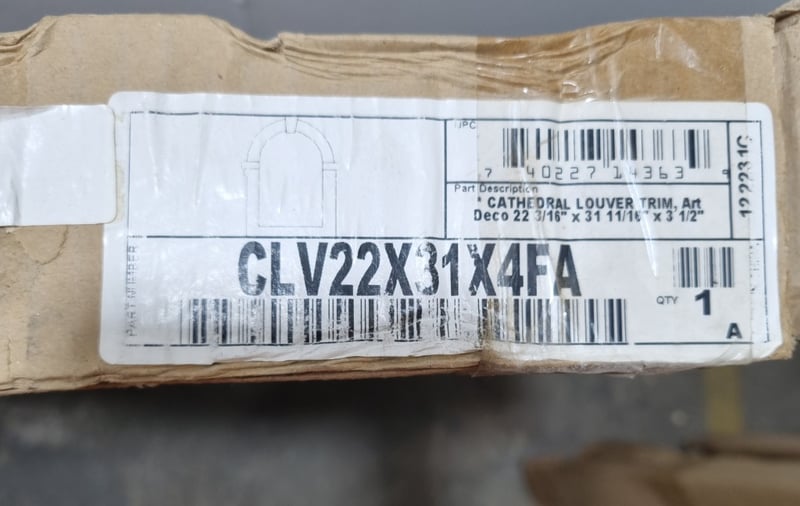 UPC
7 40227 14363 9
Part Description
* CATHEDRAL LOUVER TRIM, Art
Deco 22 3/16" x 31 11/16" x 3 1/2"
PART NUMBER
CLV22X31X4FA
QTY 1
A